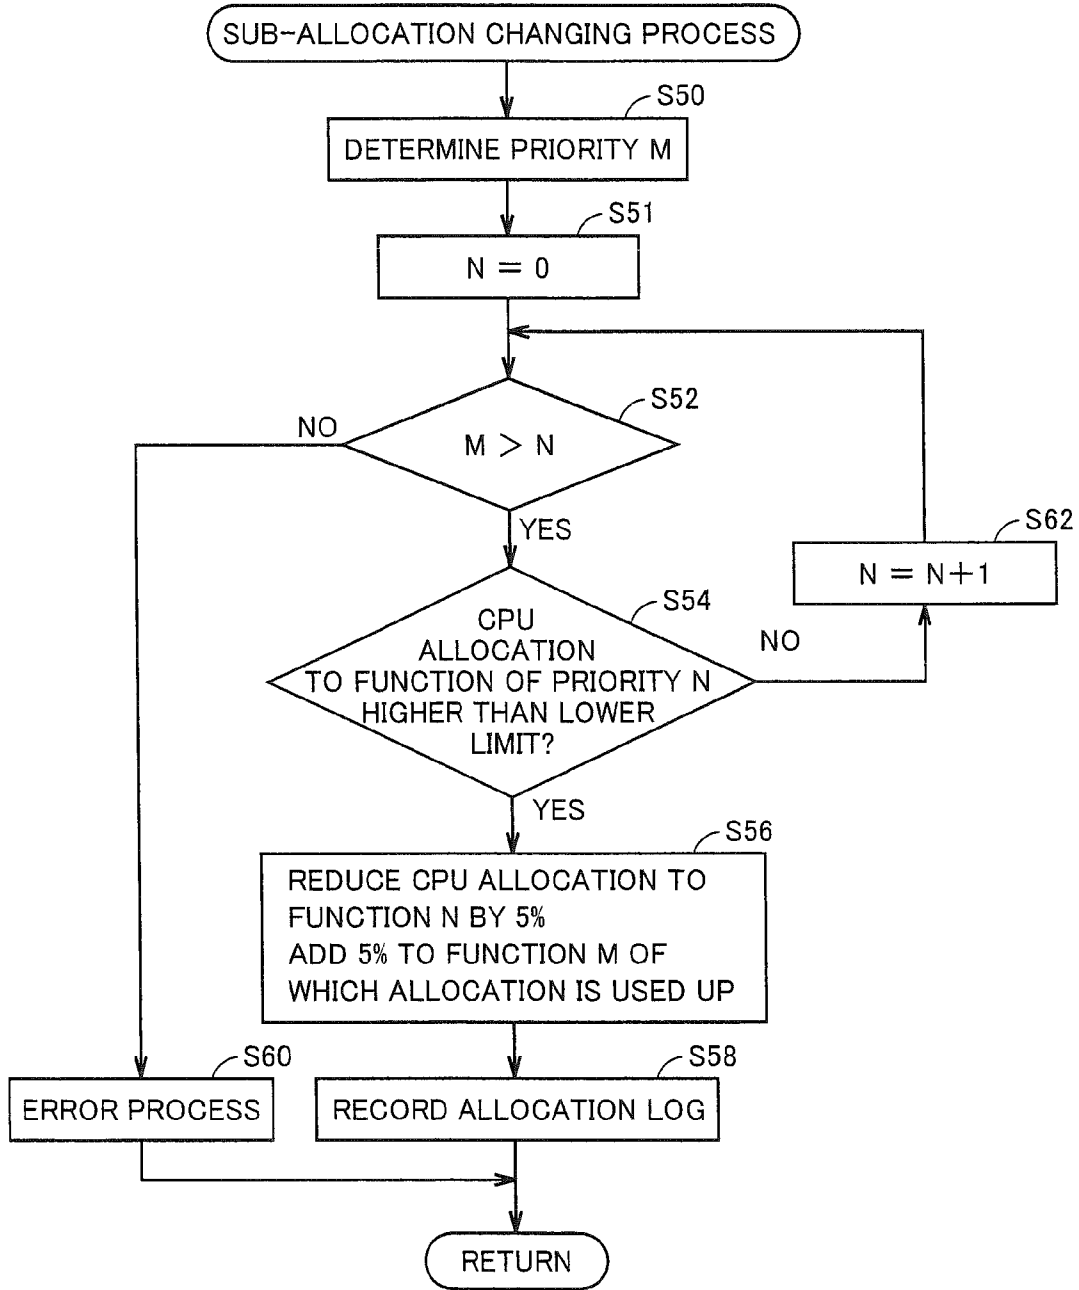 SUB-ALLOCATION CHANGING PROCESS
S50
DETERMINE PRIORITY M
S51
N = 0
S52
NO
M > N
YES
S62
N = N+1
S54
CPU
ALLOCATION
TO FUNCTION OF PRIORITY N
HIGHER THAN LOWER
LIMIT?
NO
YES
S56
REDUCE CPU ALLOCATION TO
FUNCTION N BY 5%
ADD 5% TO FUNCTION M OF
WHICH ALLOCATION IS USED UP
S60
ERROR PROCESS
S58
RECORD ALLOCATION LOG
RETURN